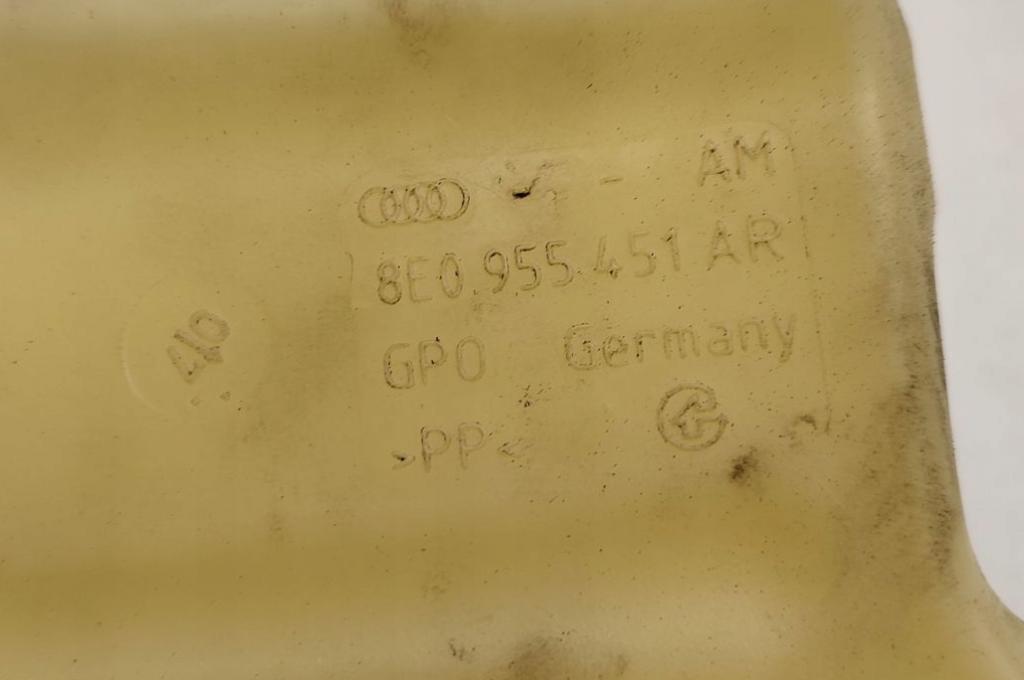 - AM
8E0.955.451 AR
GPO Germany
>PP<